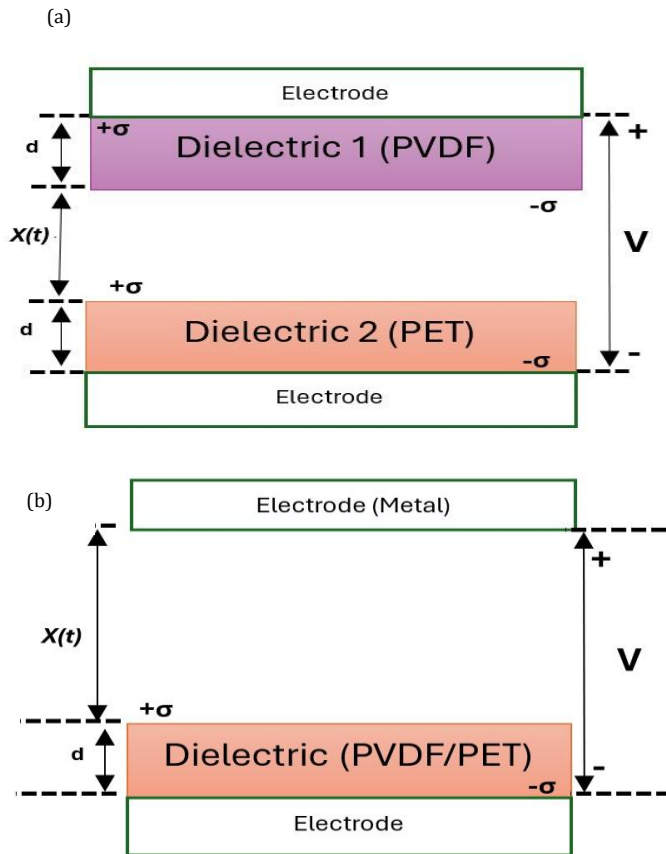 (a)
Electrode
+σ
d
Dielectric 1 (PVDF)
+
-σ
X(t)
V
+σ
d
Dielectric 2 (PET)
-σ
-
Electrode
(b)
Electrode (Metal)
-
+
X(t)
V
+σ
d
Dielectric (PVDF/PET)
-σ
-
Electrode